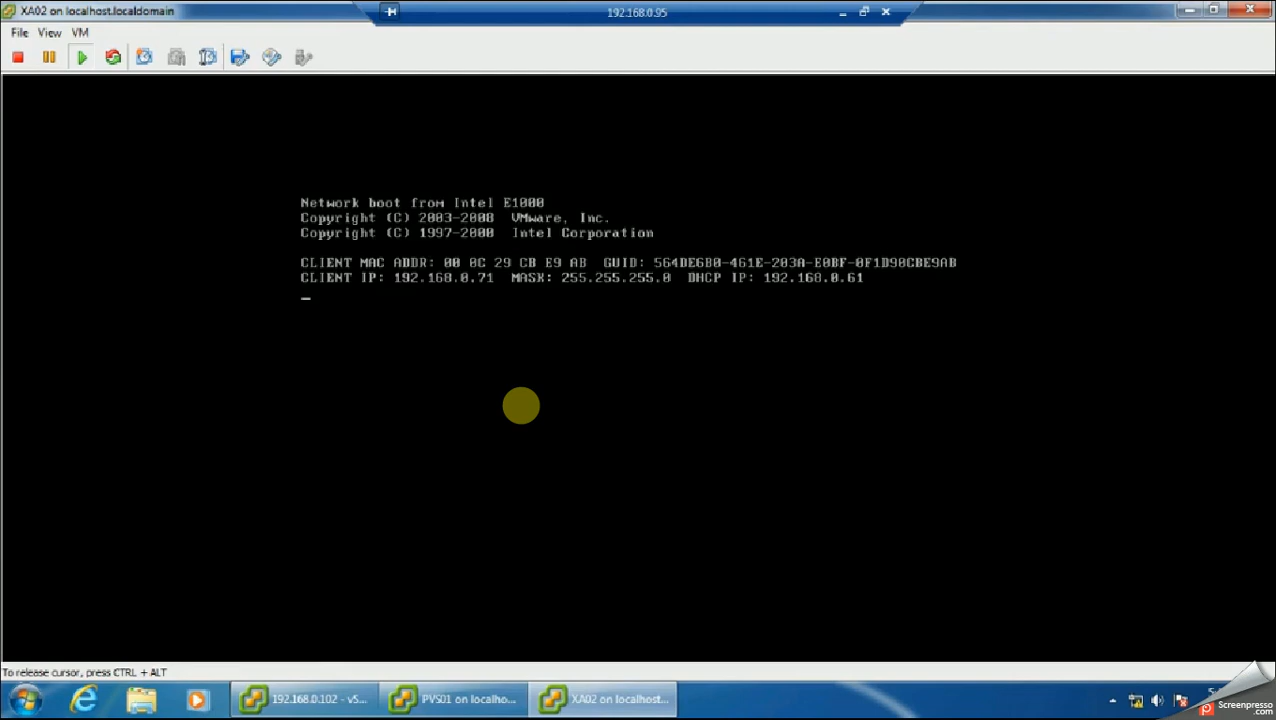 XA02 on localhost.localdomain
192.168.0.95
File View VM
Network boot from Intel E1000
Copyright (C) 2003-2008 VMware, Inc.
Copyright (C) 1997-2000 Intel Corporation
CLIENT MAC ADDR: 00 0C 29 CB E9 AB GUID: 564DE6B0-461E-203A-E0BF-0F1D90CBE9AB
CLIENT IP: 192.168.0.71 MASK: 255.255.255.0 DHCP IP: 192.168.0.61
To release cursor, press CTRL + ALT
192.168.0.102 - vS...
PVS01 on localho...
XA02 on localhost...
Screenpresso
.com